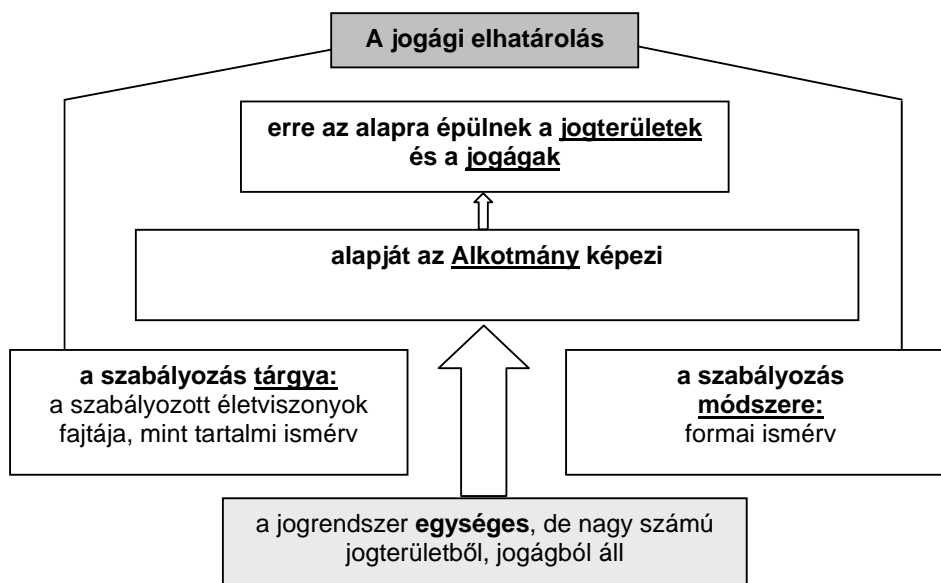 A jogági elhatárolás
erre az alapra épülnek a jogterületek
és a jogágak
alapját az Alkotmány képezi
a szabályozás tárgya:
a szabályozott életviszonyok
fajtája, mint tartalmi ismérv
a szabályozás
módszere:
formai ismérv
a jogrendszer egységes, de nagy számú
jogterületből, jogágból áll